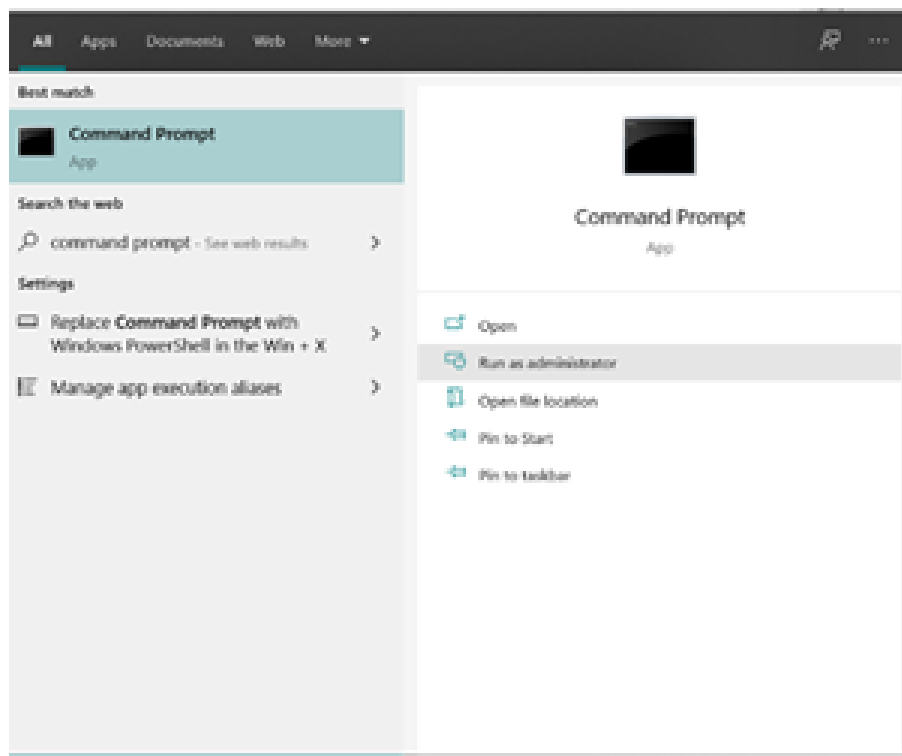 All Apps Documents Web More
Best match
Command Prompt
App
Search the web
command prompt - See web results
Settings
Replace Command Prompt with
Windows PowerShell in the Win + X
Manage app execution aliases
Command Prompt
App
Open
Run as administrator
Open file location
Pin to Start
Pin to taskbar